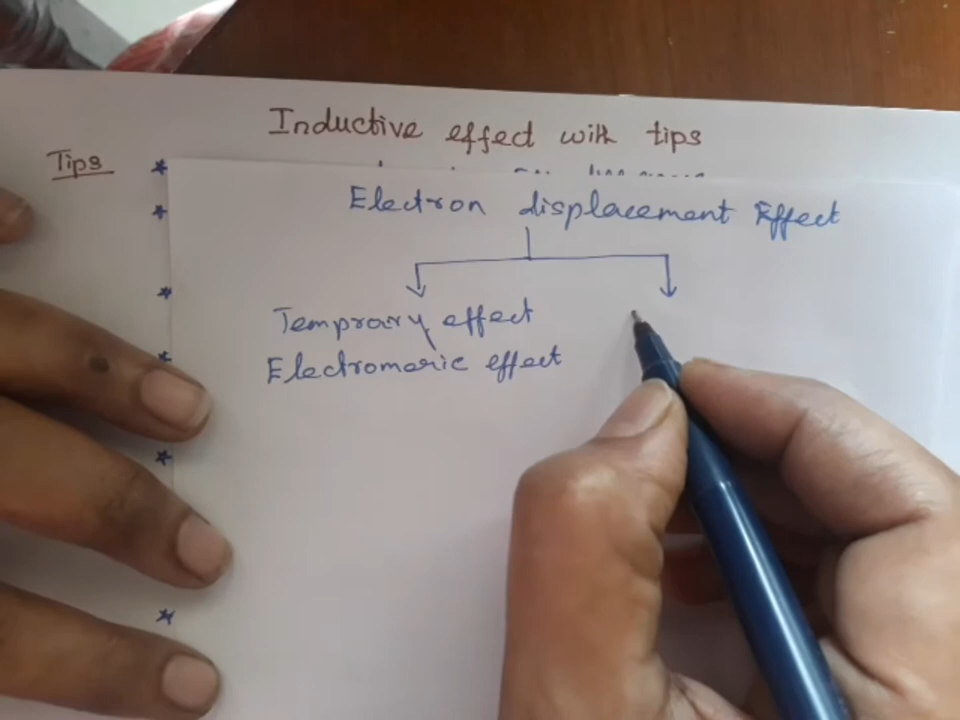 Inductive effect with tips
Tips
Electron displacement Effect
Temprary effect
Electromeric effect